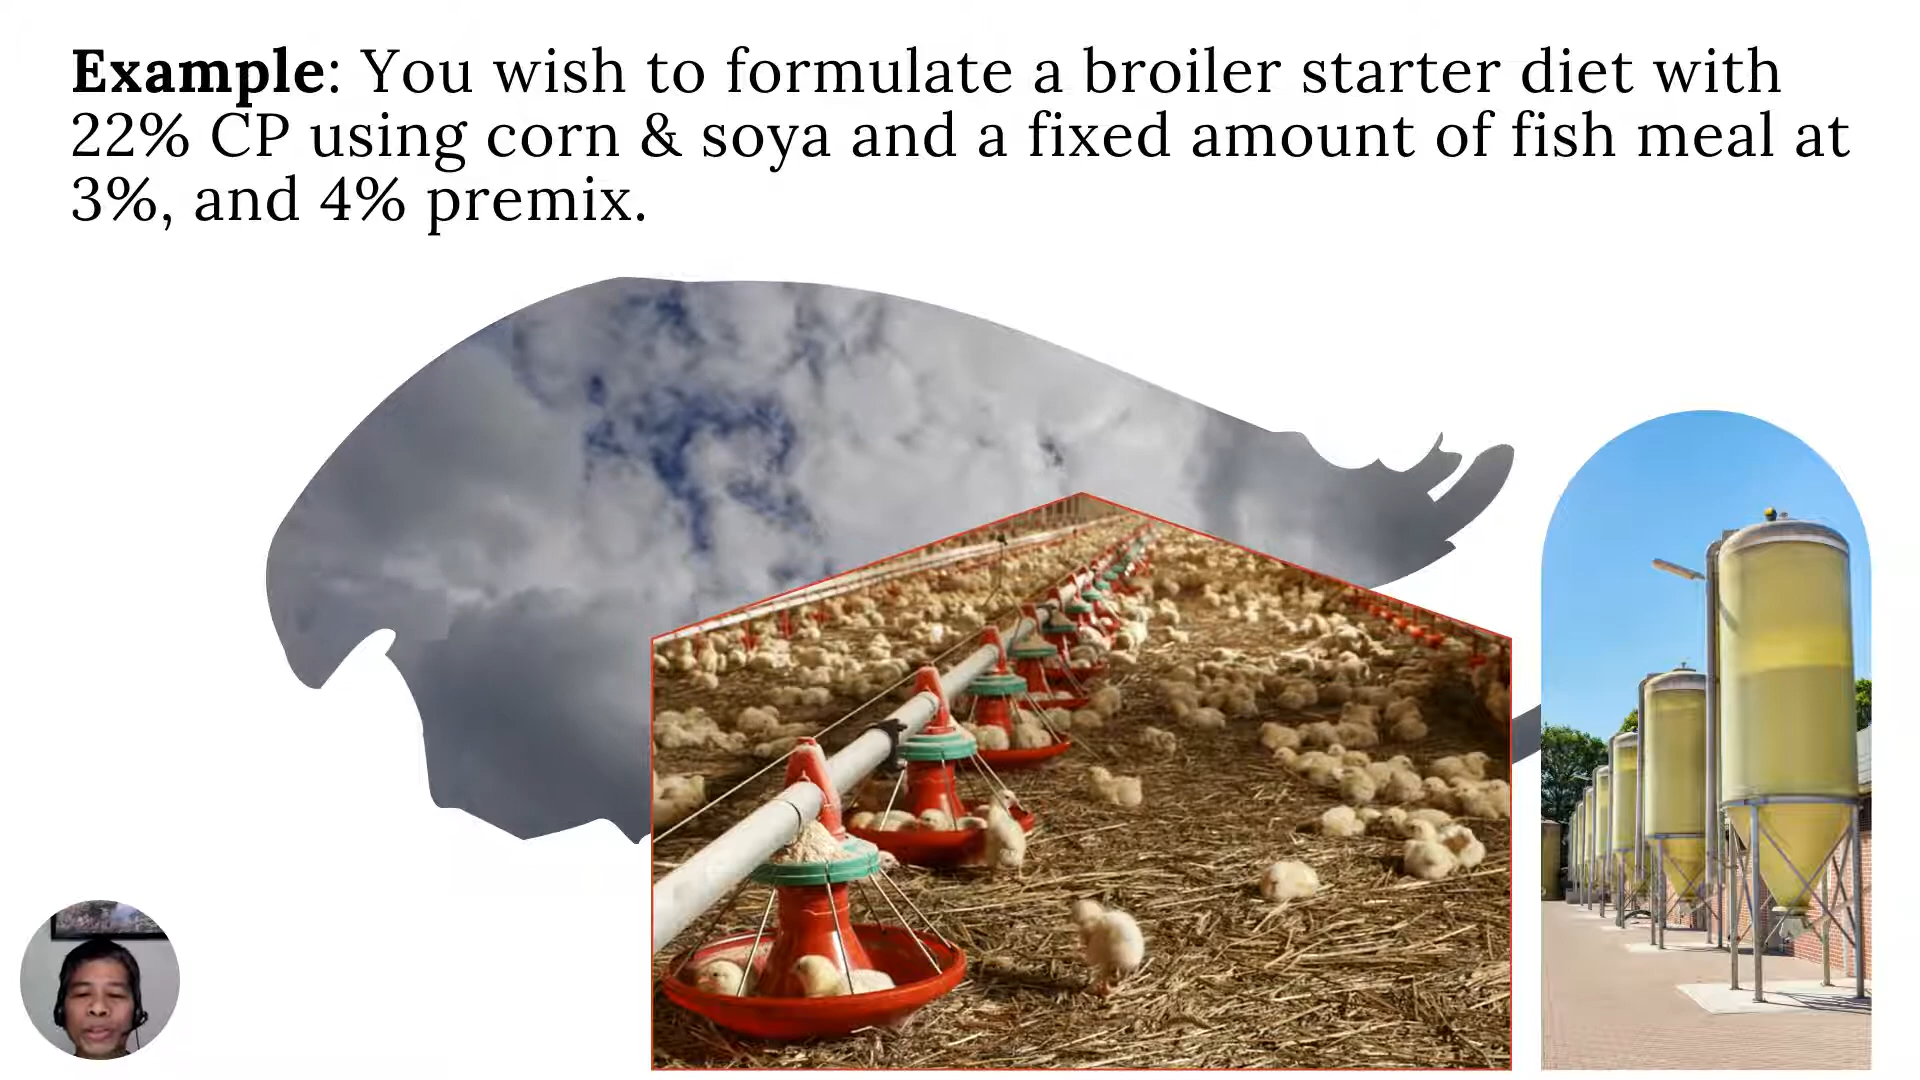 Example: You wish to formulate a broiler starter diet with
22% CP using corn & soya and a fixed amount of fish meal at
3%, and 4% premix.